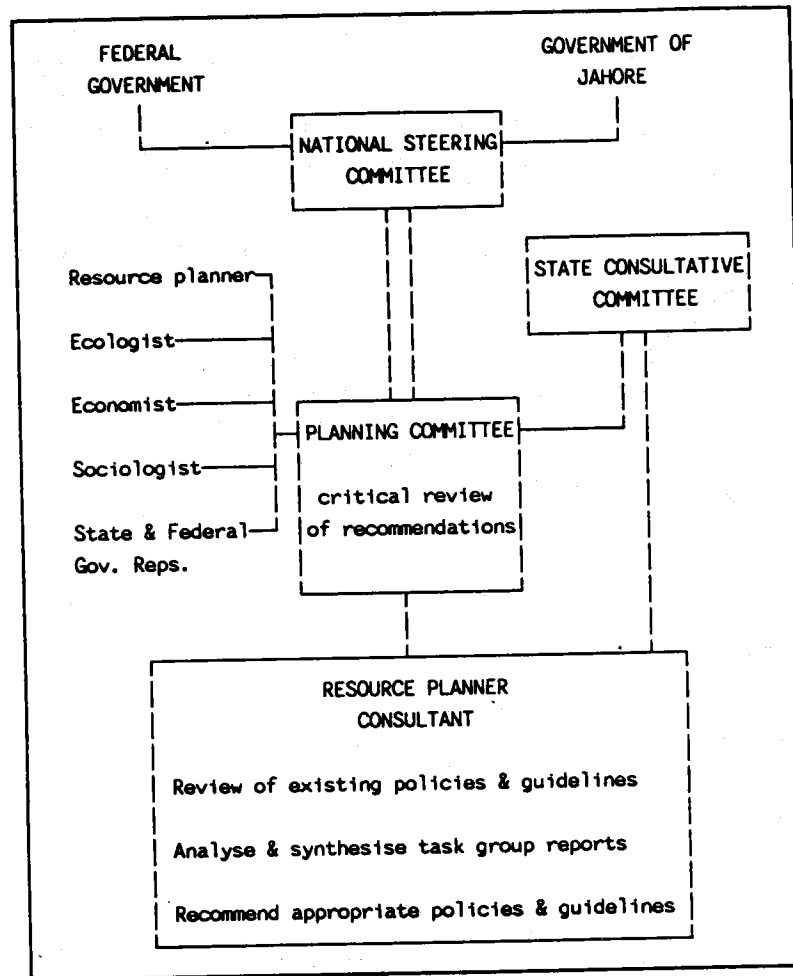 FEDERAL
GOVERNMENT
GOVERNMENT OF
JAHORE
NATIONAL STEERING
COMMITTEE
STATE CONSULTATIVE
COMMITTEE
Resource planner
Ecologist
Economist
Sociologist
State & Federal
Gov. Reps.
PLANNING COMMITTEE
critical review
of recommendations
RESOURCE PLANNER
CONSULTANT
Review of existing policies & guidelines
Analyse & synthesise task group reports
Recommend appropriate policies & guidelines